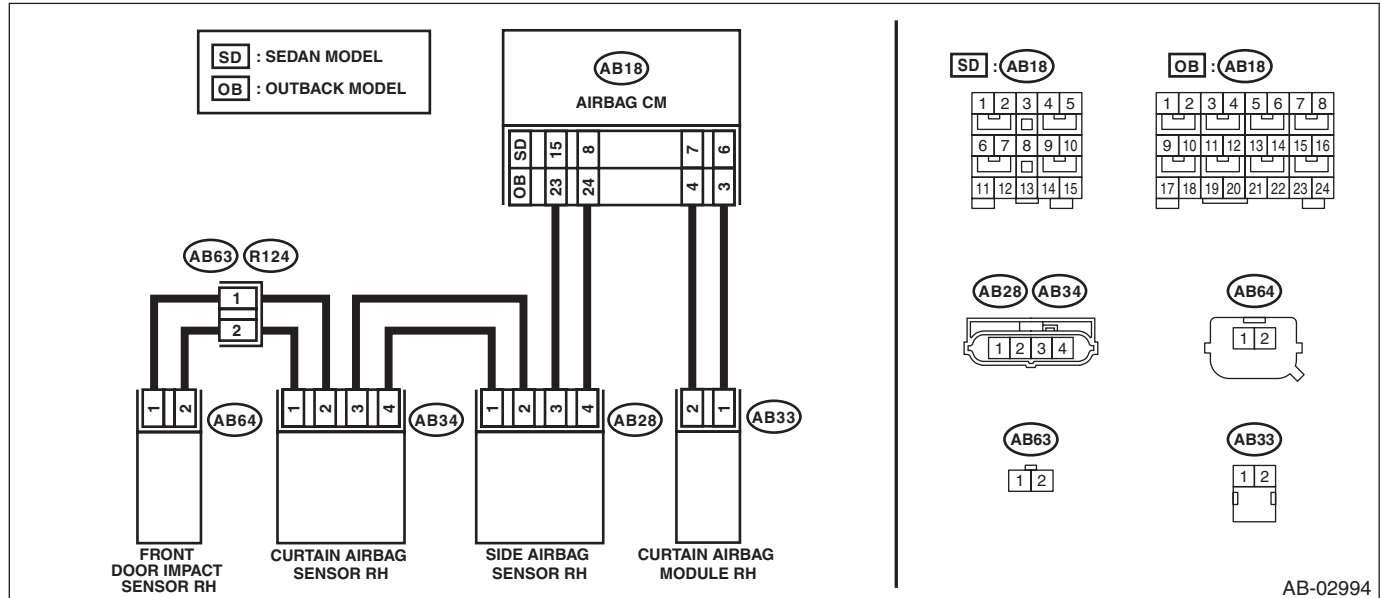 SD : SEDAN MODEL
OB : OUTBACK MODEL
AB18
AIRBAG CM
SD 15 8 7 6
OB 23 24 4 3
AB63 R124
1
2
1 2 AB64
1 2 3 4 AB34
1 2 3 4 AB28
2 1 AB33
FRONT
DOOR IMPACT
SENSOR RH
CURTAIN AIRBAG
SENSOR RH
SIDE AIRBAG
SENSOR RH
CURTAIN AIRBAG
MODULE RH
SD : AB18
1 2 3 4 5
6 7 8 9 10
11 12 13 14 15
OB : AB18
1 2 3 4 5 6 7 8
9 10 11 12 13 14 15 16
17 18 19 20 21 22 23 24
AB28 AB34
1 2 3 4
AB64
1 2
AB63
1 2
AB33
1 2
AB-02994